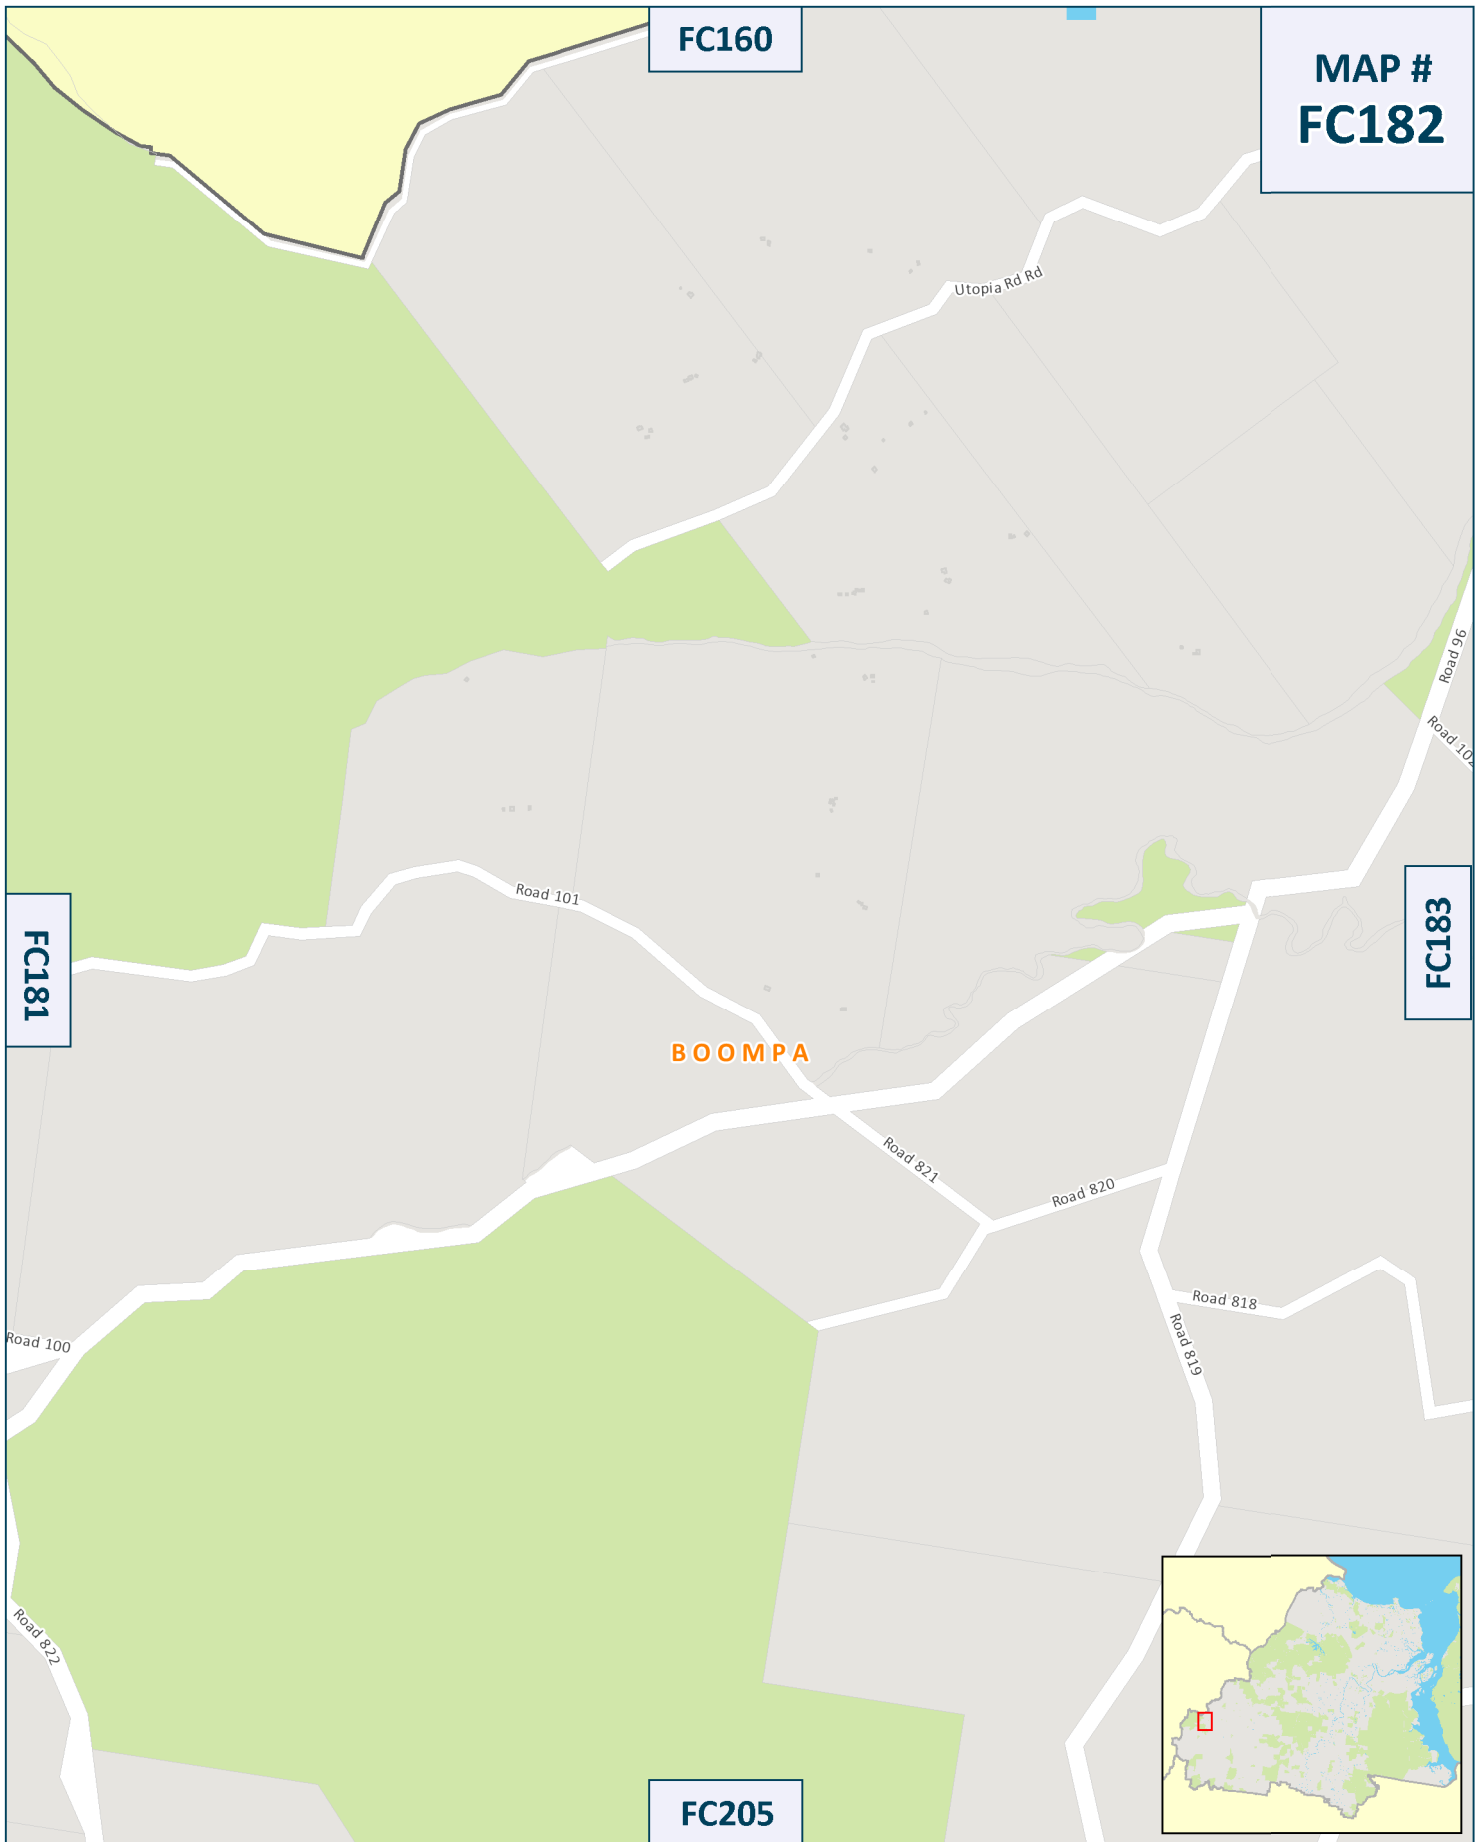 FC160
MAP #
FC182
Utopia Rd Rd
Road 96
Road 102
Road 101
FC181
FC183
BOOMPA
Road 821
Road 820
Road 818
Road 100
Road 819
Road 822
FC205